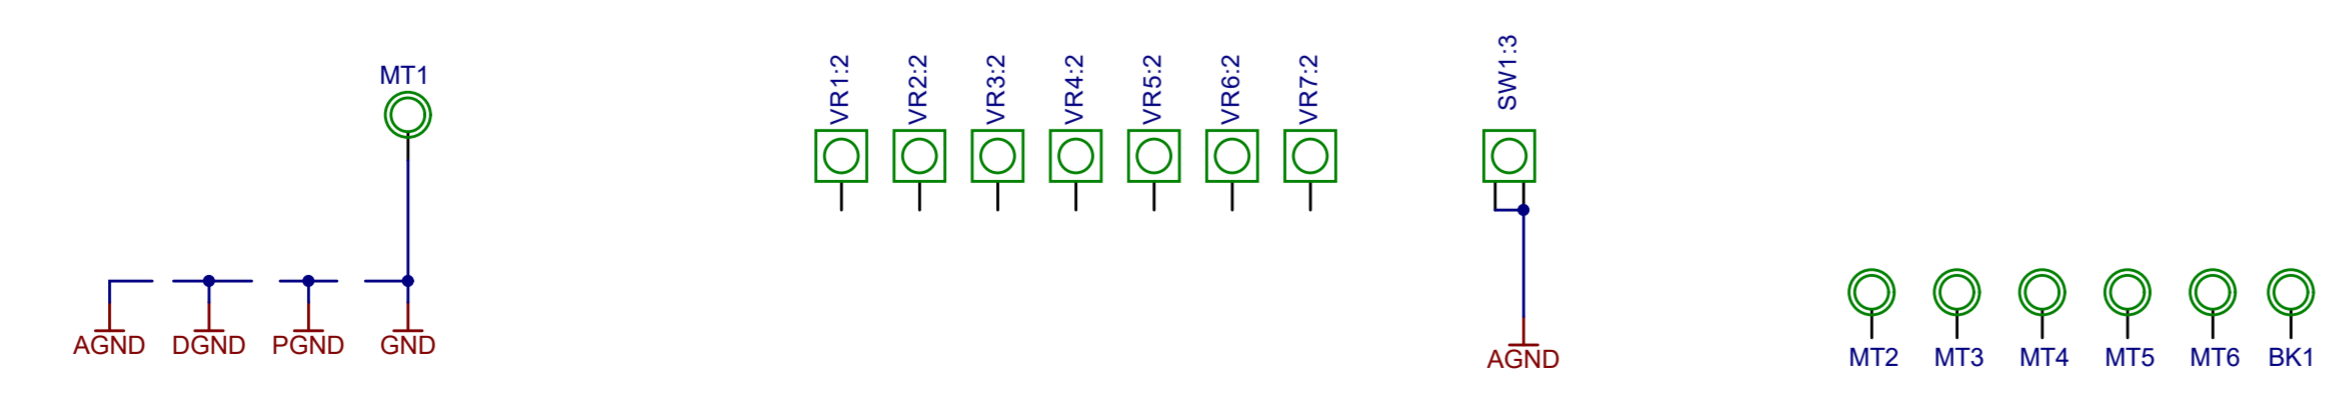 MT1
AGND
DGND
PGND
GND
VR1:2
VR2:2
VR3:2
VR4:2
VR5:2
VR6:2
VR7:2
SW1:3
AGND
MT2
MT3
MT4
MT5
MT6
BK1